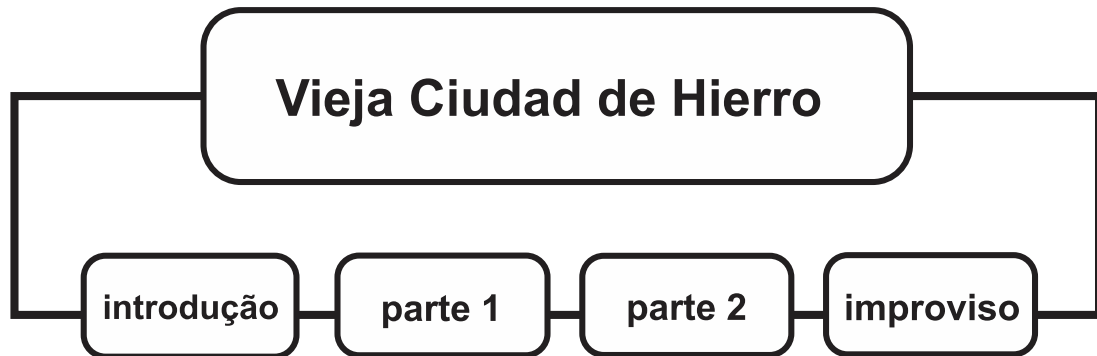 Vieja Ciudad de Hierro
introdução
parte 1
parte 2
improviso